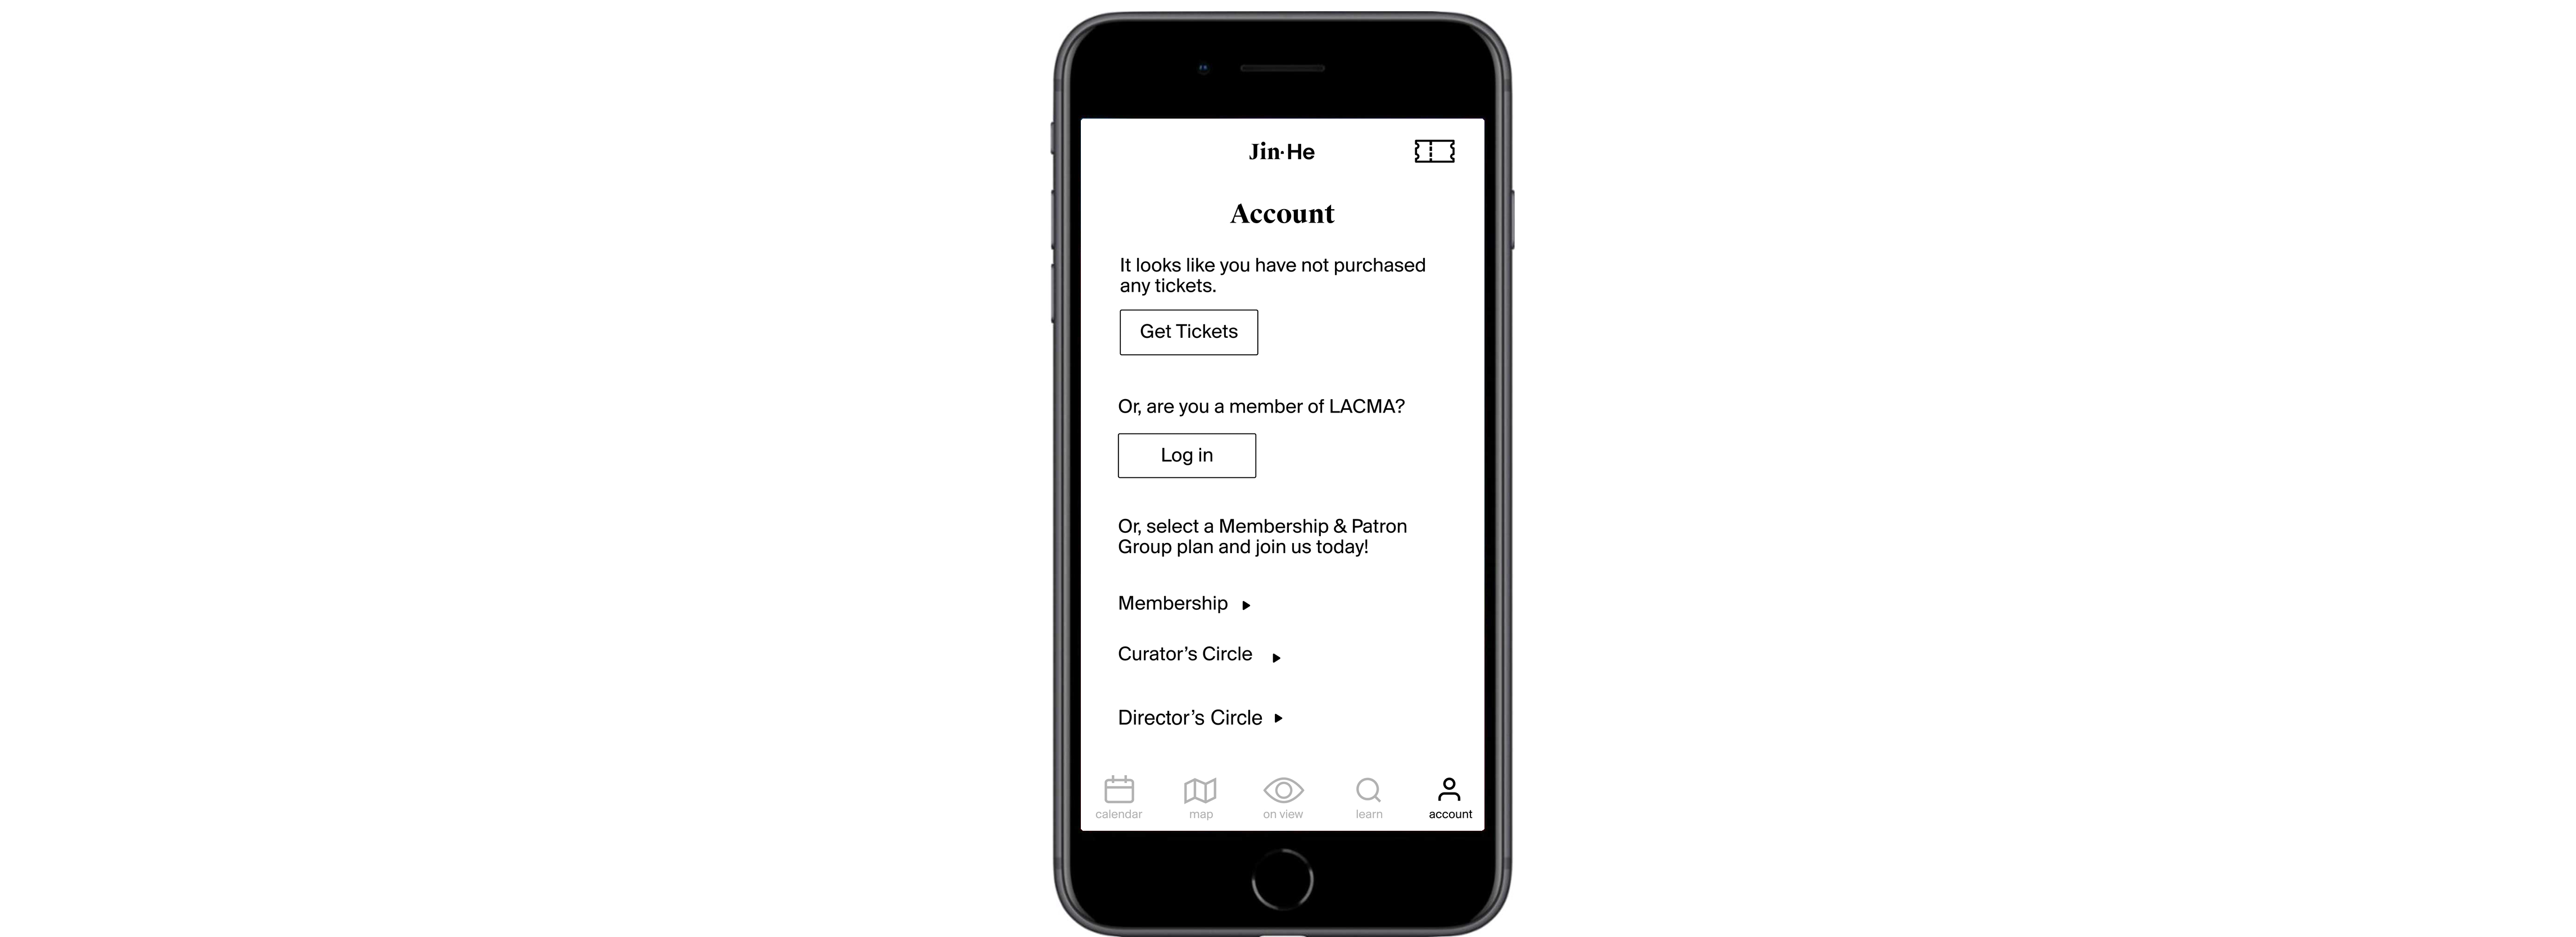 Jin·He
Account
It looks like you have not purchased
any tickets.
Get Tickets
Or, are you a member of LACMA?
Log in
Or, select a Membership & Patron
Group plan and join us today!
Membership
Curator’s Circle
Director’s Circle
calendar
map
on view
learn
account